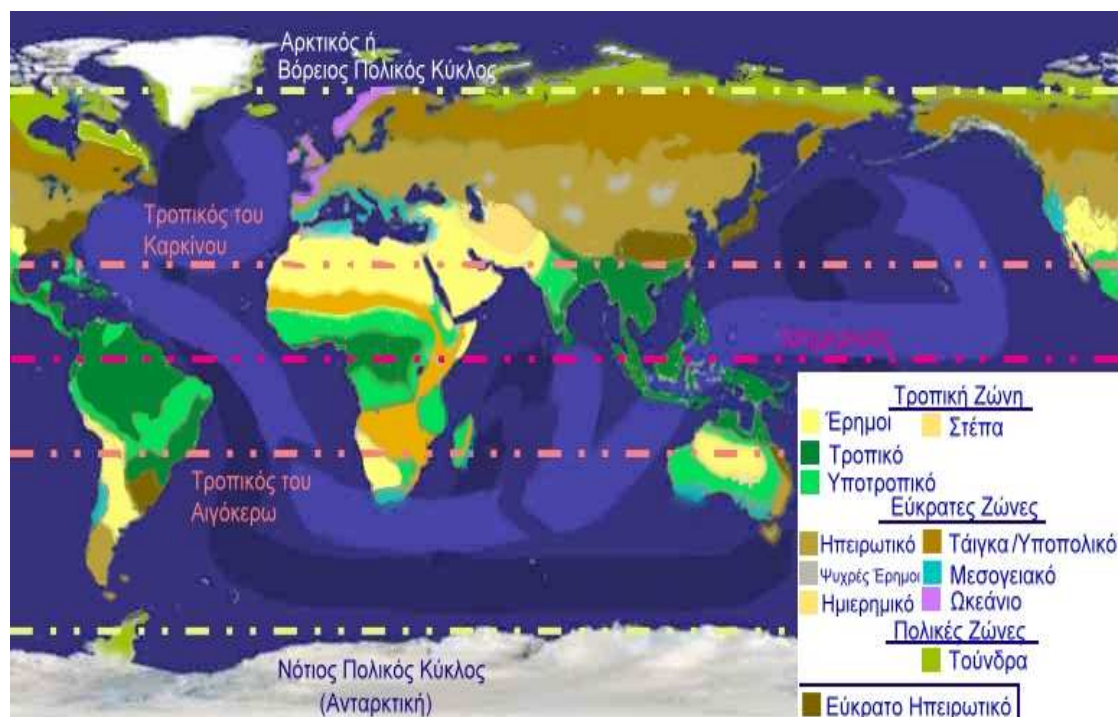 Αρκτικός ή
Βόρειος Πολικός Κύκλος
Τροπικός του
Καρκίνου
Ισημερινός
Τροπικός του
Αιγόκερω
Νότιος Πολικός Κύκλος
(Ανταρκτική)
Τροπική Ζώνη
Έρημοι Στέπα
Τροπικό
Υποτροπικό
Εύκρατες Ζώνες
Ηπειρωτικό Τάιγκα/Υποπολικό
Ψυχρές Έρημοι Μεσογειακό
Ημιερημικό Ωκεάνιο
Πολικές Ζώνες
Τούνδρα
Εύκρατο Ηπειρωτικό